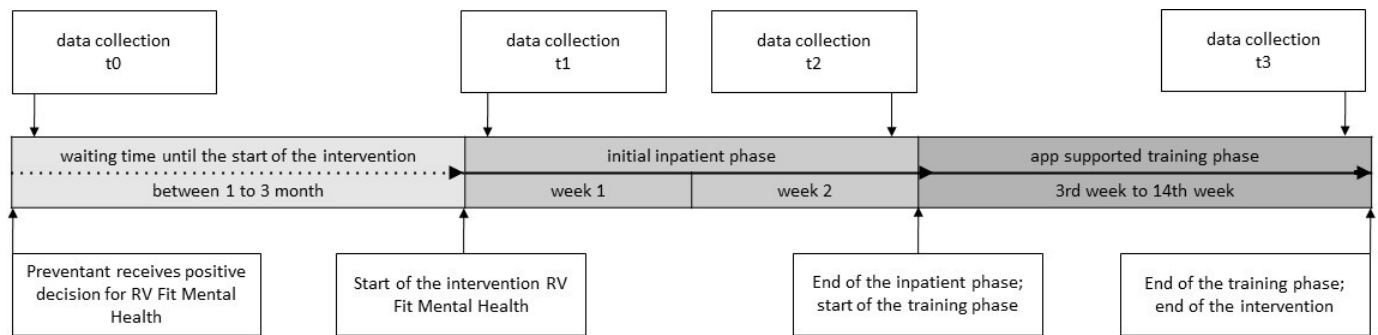 data collection
t0
data collection
t1
data collection
t2
data collection
t3
waiting time until the start of the intervention
initial inpatient phase
app supported training phase
between 1 to 3 month
week 1
week 2
3rd week to 14th week
Preventant receives positive
decision for RV Fit Mental
Health
Start of the intervention RV
Fit Mental Health
End of the inpatient phase;
start of the training phase
End of the training phase;
end of the intervention